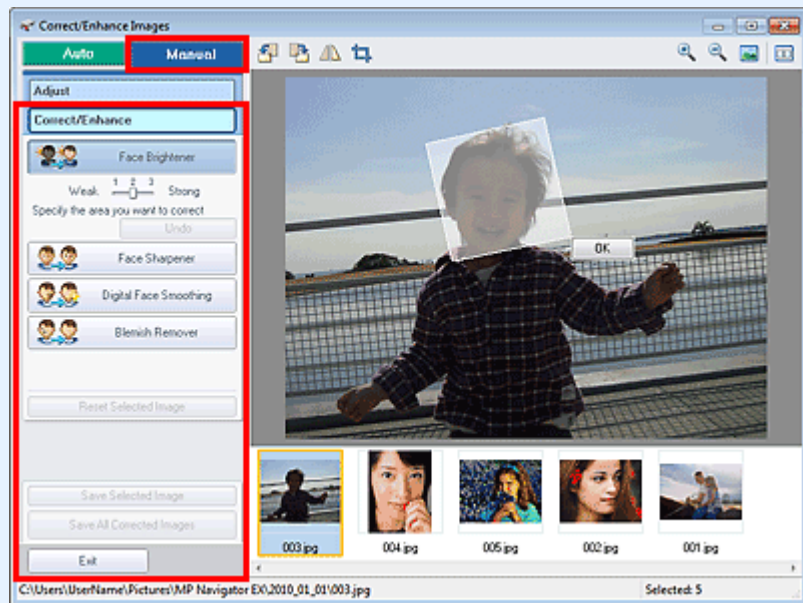 Correct/Enhance Images
Auto
Manual
Adjust
Correct/Enhance
Face Brightener
1 2 3
Weak
Strong
Specify the area you want to correct
Undo
Face Sharpener
Digital Face Smoothing
Blemish Remover
Reset Selected Image
Save Selected Image
Save All Corrected Images
Exit
OK
003.jpg
004.jpg
005.jpg
002.jpg
001.jpg
C:\Users\UserName\Pictures\MP Navigator EX\2010_01_01\003.jpg
Selected: 5